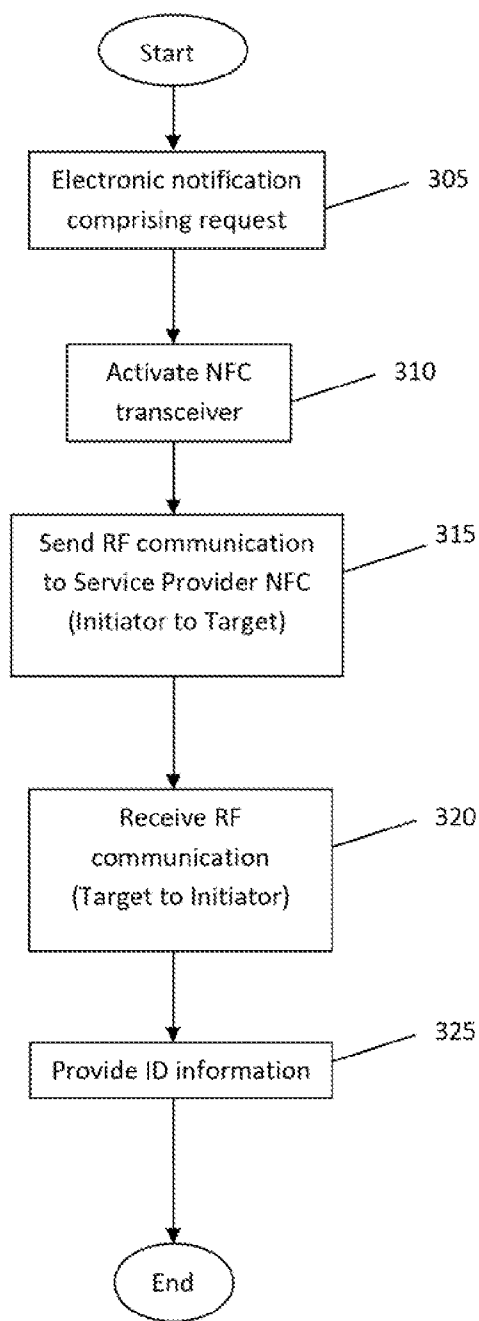 Start
Electronic notification
comprising request
305
Activate NFC
transceiver
310
Send RF communication
to Service Provider NFC
(Initiator to Target)
315
Receive RF
communication
(Target to Initiator)
320
Provide ID information
325
End